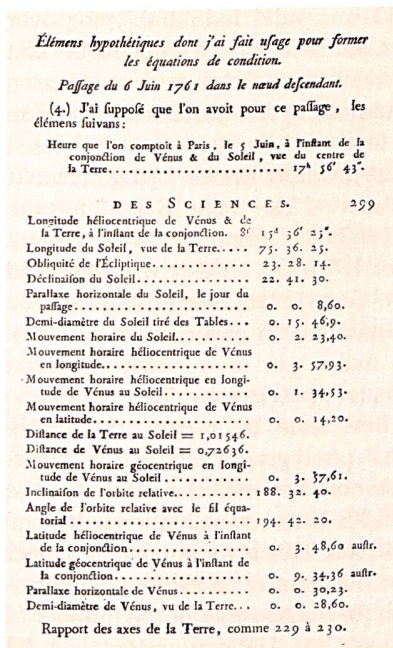 Élémens hypothétiques dont j'ai fait uſage pour former
les équations de condition.
Paſſage du 6 Juin 1761 dans le nœud deſcendant.
(4.) J'ai ſuppoſé que l'on avoit pour ce paſſage, les
élémens ſuivans:
Heure que l'on comptoit à Paris, le 5 Juin, à l'inſtant de la
conjonction de Vénus & du Soleil, vue du centre de
la Terre........................ 17ʰ 56′ 43″.
DES SCIENCES. 299
Longitude héliocentrique de Vénus & de
la Terre, à l'inſtant de la conjonction. 8ᶠ 15ᵈ 36′ 25″.
Longitude du Soleil, vue de la Terre..... 75. 36. 25.
Obliquité de l'Écliptique............... 23. 28. 14.
Déclinaiſon du Soleil.................. 22. 41. 30.
Parallaxe horizontale du Soleil, le jour du
paſſage........................... 0. 0. 8,60.
Demi-diamètre du Soleil tiré des Tables... 0. 15. 46,9.
Mouvement horaire du Soleil............ 0. 2. 23,40.
Mouvement horaire héliocentrique de Vénus
en longitude....................... 0. 3. 57,93.
Mouvement horaire héliocentrique en longi-
tude de Vénus au Soleil.............. 0. 1. 34,53.
Mouvement horaire héliocentrique de Vénus
en latitude......................... 0. 0. 14,20.
Diſtance de la Terre au Soleil = 1,01546.
Diſtance de Vénus au Soleil = 0,72636.
Mouvement horaire géocentrique en longi-
tude de Vénus au Soleil............. 0. 3. 57,61.
Inclinaiſon de l'orbite relative.......... 188. 32. 40.
Angle de l'orbite relative avec le fil équa-
torial............................ 194. 42. 20.
Latitude héliocentrique de Vénus à l'inſtant
de la conjonction................... 0. 3. 48,60 auſtr.
Latitude géocentrique de Vénus à l'inſtant de
la conjonction..................... 0. 9. 34,36 auſtr.
Parallaxe horizontale de Vénus.......... 0. 0. 30,23.
Demi-diamètre de Vénus, vu de la Terre... 0. 0. 28,60.
Rapport des axes de la Terre, comme 229 à 230.